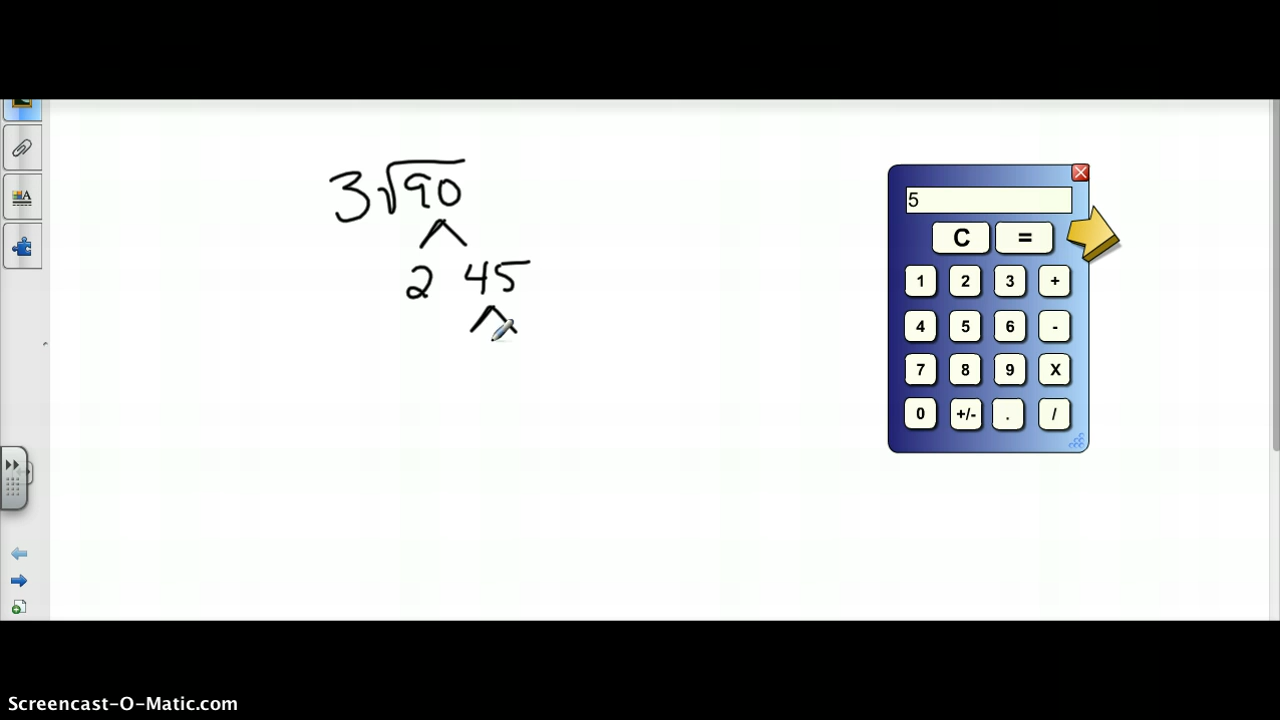 3√90
2 45
5
C =
1 2 3 +
4 5 6 -
7 8 9 X
0 +/- . /
Screencast-O-Matic.com